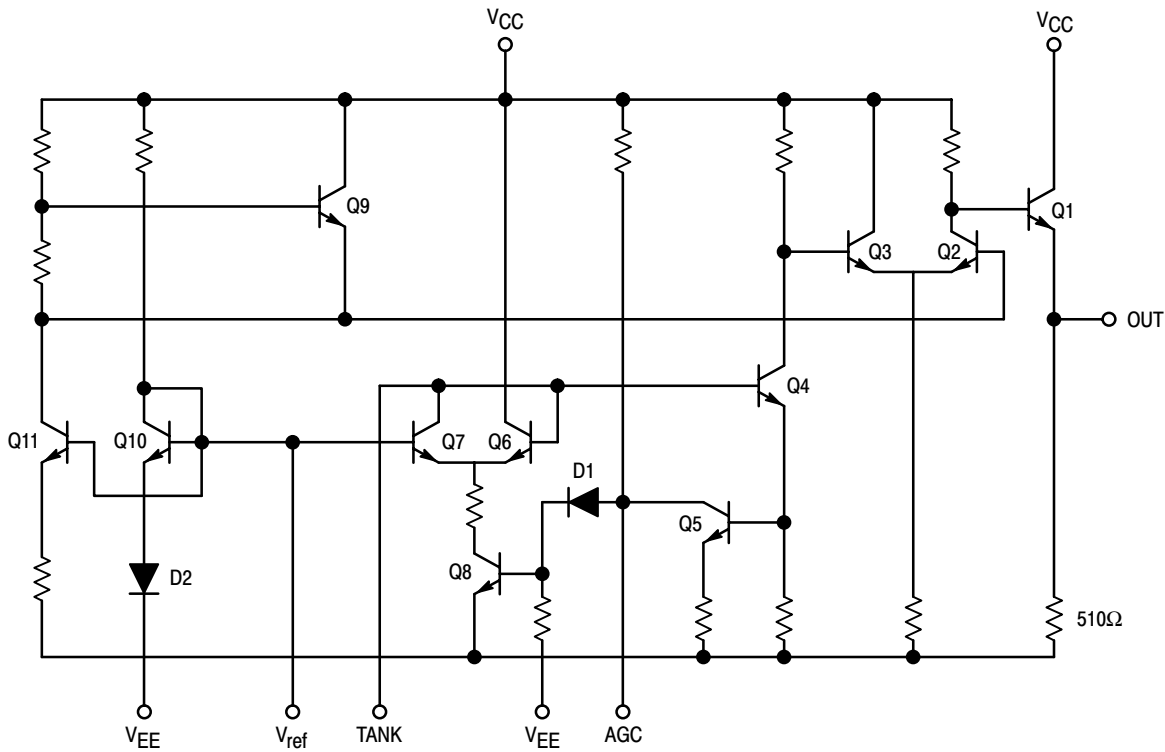 VCC
VCC
Q9
Q1
Q3
Q2
OUT
Q4
Q11
Q10
Q7
Q6
D1
Q5
Q8
D2
510Ω
VEE
Vref
TANK
VEE
AGC